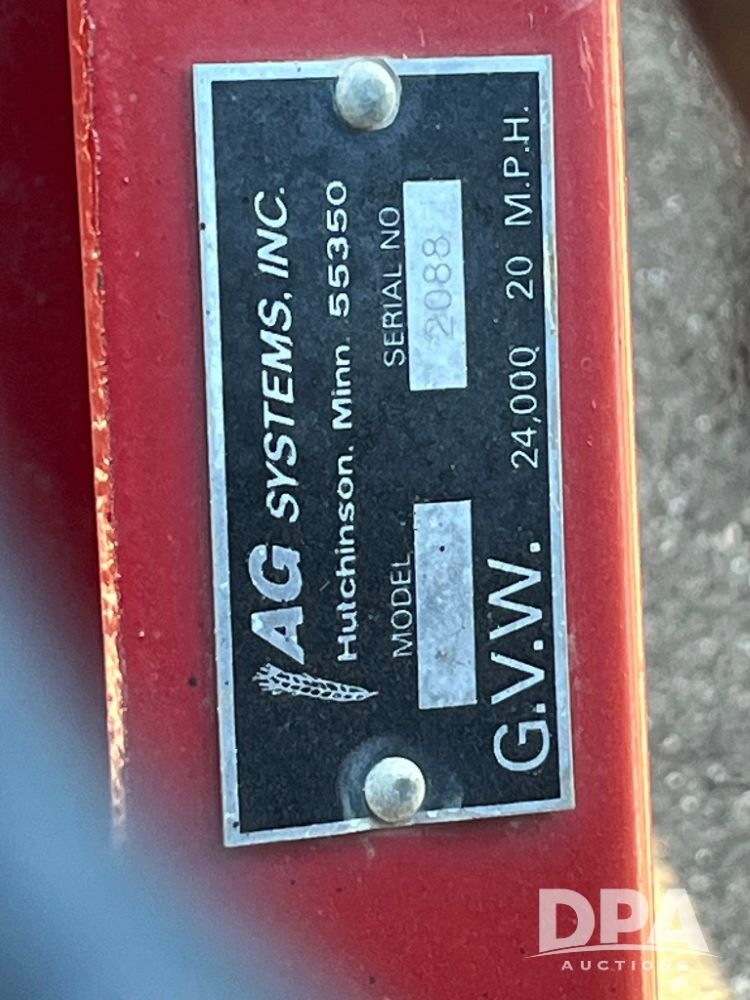 AG SYSTEMS, INC.
Hutchinson, Minn. 55350
MODEL SERIAL NO
2088
G.V.W. 24,000 20 M.P.H.
DPA
AUCTIONS